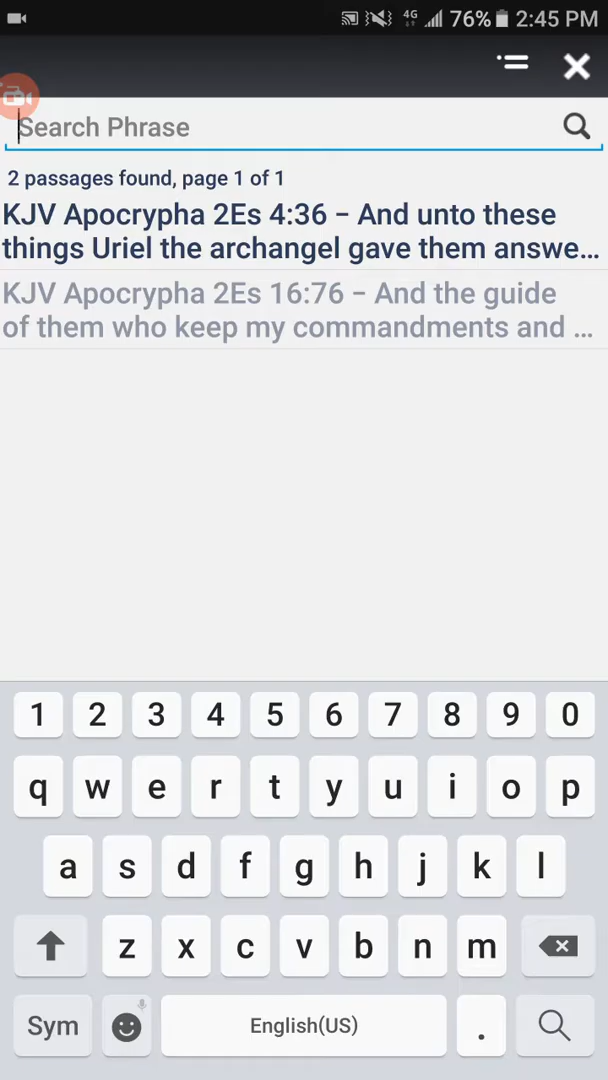 4G 76% 2:45 PM
Search Phrase
2 passages found, page 1 of 1
KJV Apocrypha 2Es 4:36 – And unto these
things Uriel the archangel gave them answe...
KJV Apocrypha 2Es 16:76 – And the guide
of them who keep my commandments and ...
1 2 3 4 5 6 7 8 9 0
q w e r t y u i o p
a s d f g h j k l
z x c v b n m
Sym English(US) .